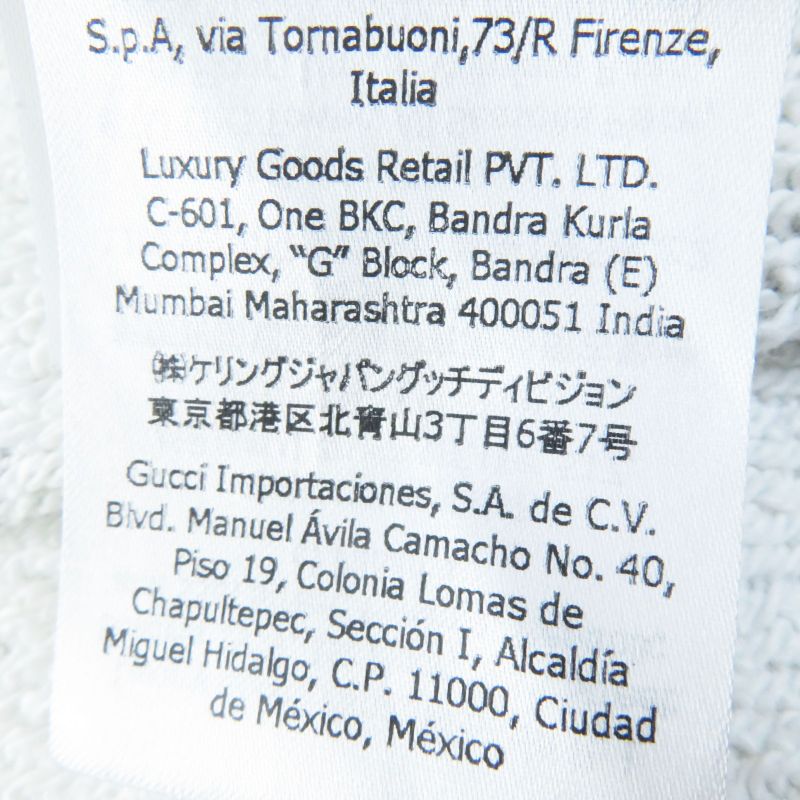 S.p.A, via Tornabuoni,73/R Firenze,
Italia
Luxury Goods Retail PVT. LTD.
C-601, One BKC, Bandra Kurla
Complex, “G” Block, Bandra (E)
Mumbai Maharashtra 400051 India
㈱ケリングジャパングッチディビジョン
東京都港区北青山3丁目6番7号
Gucci Importaciones, S.A. de C.V.
Blvd. Manuel Ávila Camacho No. 40,
Piso 19, Colonia Lomas de
Chapultepec, Sección I, Alcaldía
Miguel Hidalgo, C.P. 11000, Ciudad
de México, México